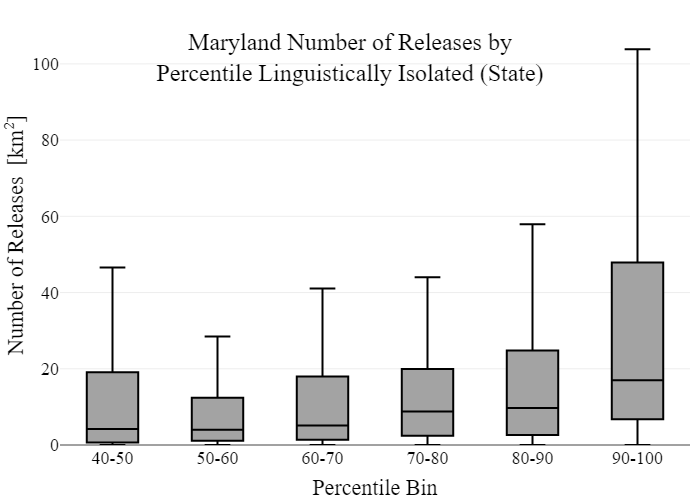 Maryland Number of Releases by
Percentile Linguistically Isolated (State)
Number of Releases [km²]
100
80
60
40
20
0
40-50 50-60 60-70 70-80 80-90 90-100
Percentile Bin